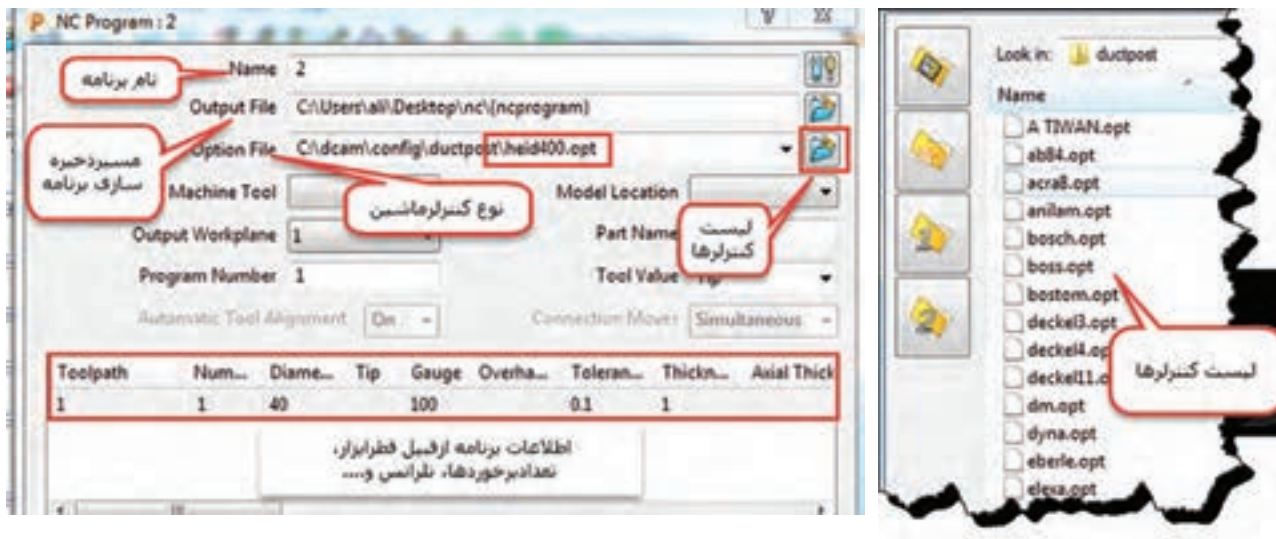 NC Program : 2
Name 2
نام برنامه
Output File C:\Users\ali\Desktop\nc\{ncprogram}
Option File C:\dcam\config\ductpost\heid400.opt
مسیرذخیره
سازی برنامه
Machine Tool
نوع کنترلرماشین
Model Location
Output Workplane 1
Part Name
لیست
کنترلرها
Program Number 1
Tool Value Tip
Automatic Tool Alignment On
Connection Moves Simultaneous
Toolpath Num... Diame... Tip Gauge Overha... Toleran... Thickn... Axial Thick
1 1 40 100 0.1 1
اطلاعات برنامه ازقبیل قطرابزار،
تعدادبرخوردها، تلرانس و....
Look in: ductpost
Name
A TIWAN.opt
ab84.opt
acra8.opt
anilam.opt
bosch.opt
boss.opt
bostom.opt
deckel3.opt
deckel4.op
deckel11.o
لیست کنترلرها
dm.opt
dyna.opt
eberle.opt
elexa.opt